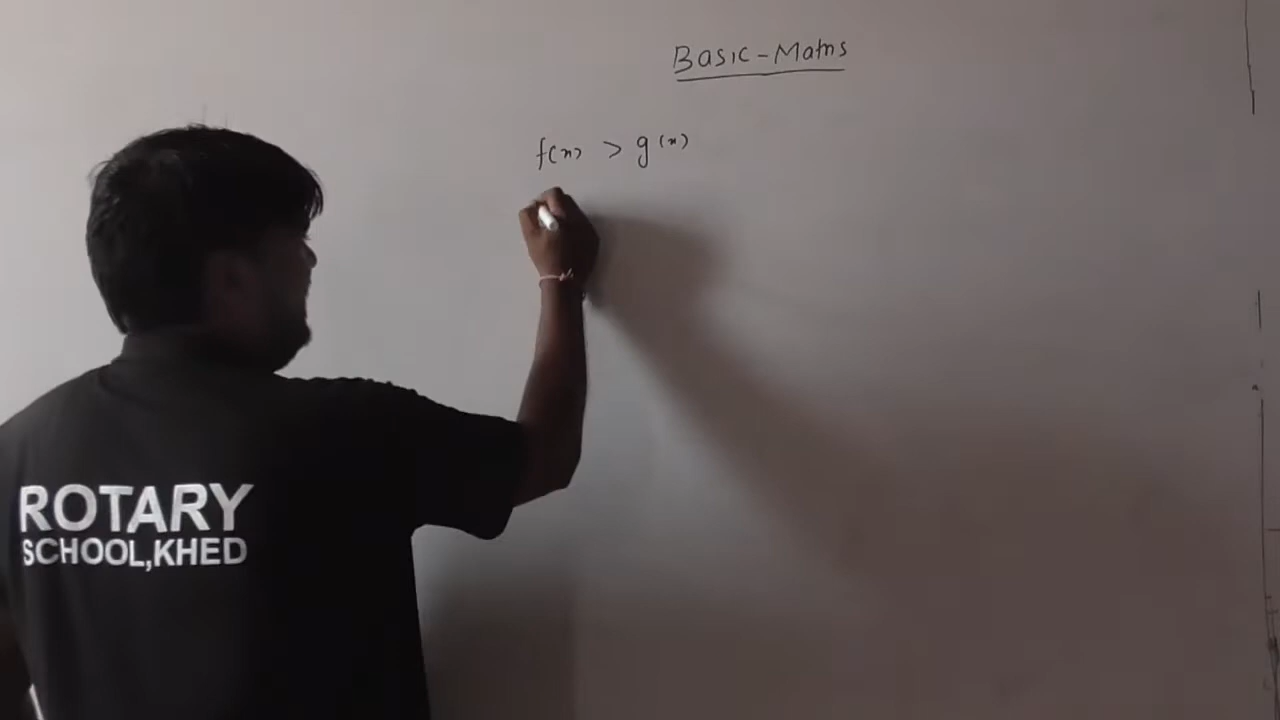 Basic-Maths
f(x) > g(x)
ROTARY
SCHOOL,KHED